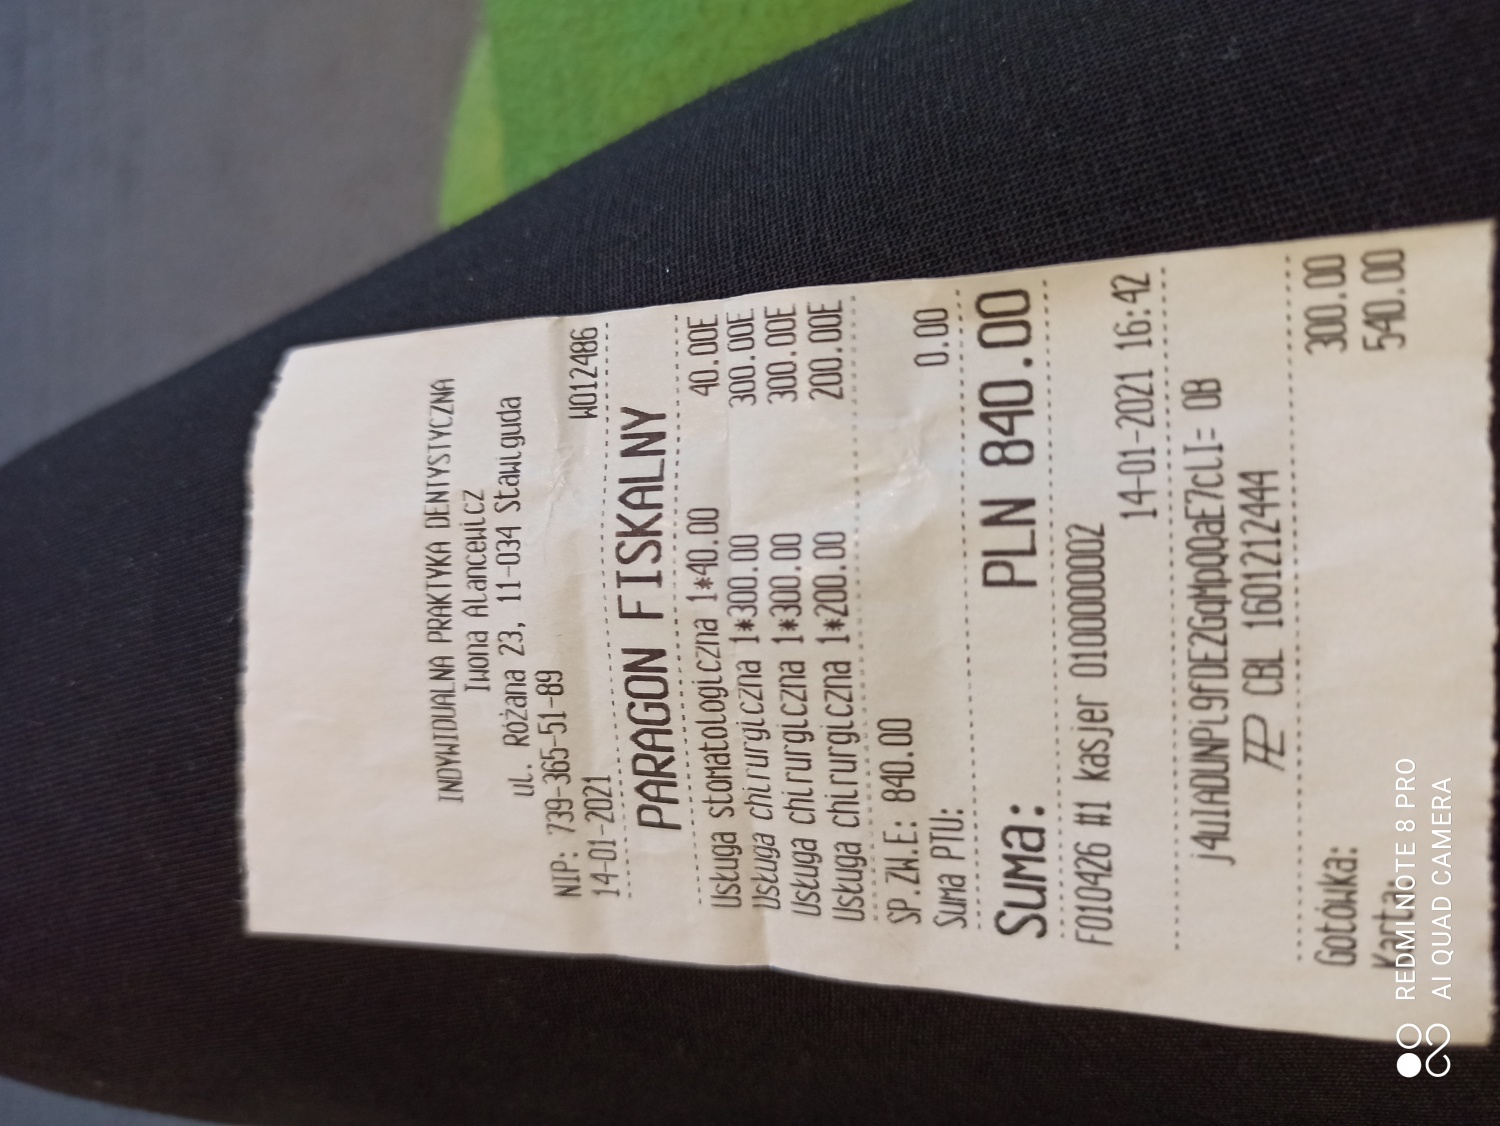 INDYWIDUALNA PRAKTYKA DENTYSTYCZNA
Iwona Alancewicz
ul. Różana 23, 11-034 Stawiguda
NIP: 739-365-51-89
14-01-2021 W012486
PARAGON FISKALNY
Usługa stomatologiczna 1*40.00 40.00E
Usługa chirurgiczna 1*300.00 300.00E
Usługa chirurgiczna 1*300.00 300.00E
Usługa chirurgiczna 1*200.00 200.00E
SP.ZW.E: 840.00
Suma PTU: 0.00
Suma: PLN 840.00
F010426 #1 kasjer 0100000002
14-01-2021 16:42
j4uIADUNPi9fDE2GqMpQQaE7clI= OB
CBL 1601212444
Gotówka: 300.00
Karta: 540.00
REDMI NOTE 8 PRO
AI QUAD CAMERA